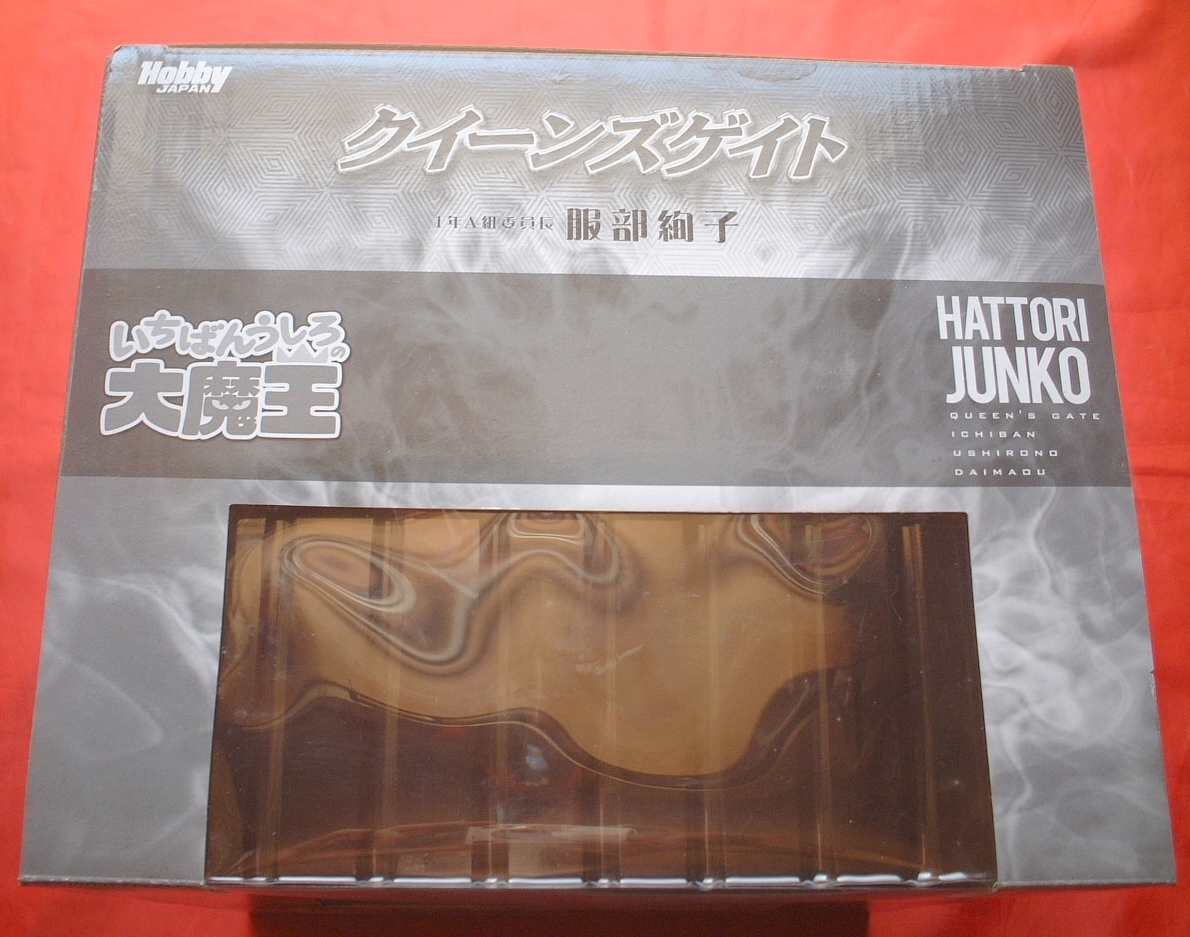 Hobby
JAPAN
クイーンズゲイト
1年A組委員長 服部絢子
いちばんうしろの
大魔王
HATTORI
JUNKO
QUEEN'S GATE
ICHIBAN
USHIRONO
DAIMAOU